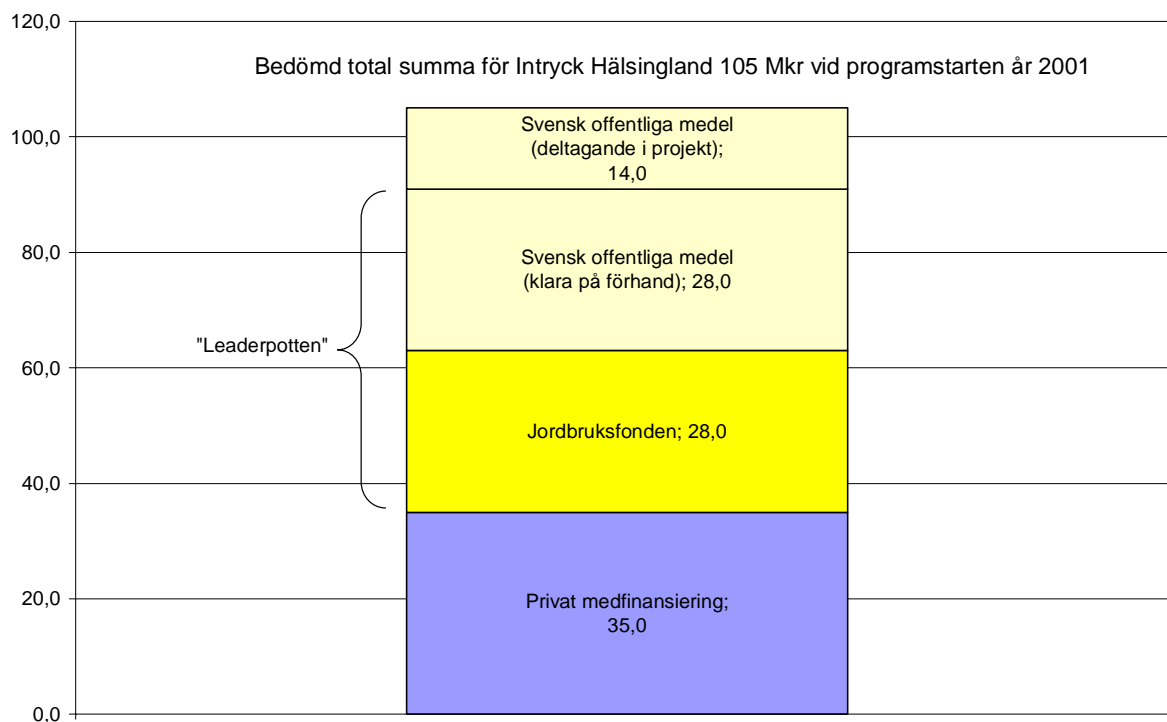 120,0
Bedömd total summa för Intryck Hälsingland 105 Mkr vid programstarten år 2001
100,0
Svensk offentliga medel
(deltagande i projekt);
14,0
80,0
Svensk offentliga medel
(klara på förhand); 28,0
"Leaderpotten"
60,0
Jordbruksfonden; 28,0
40,0
20,0
Privat medfinansiering;
35,0
0,0